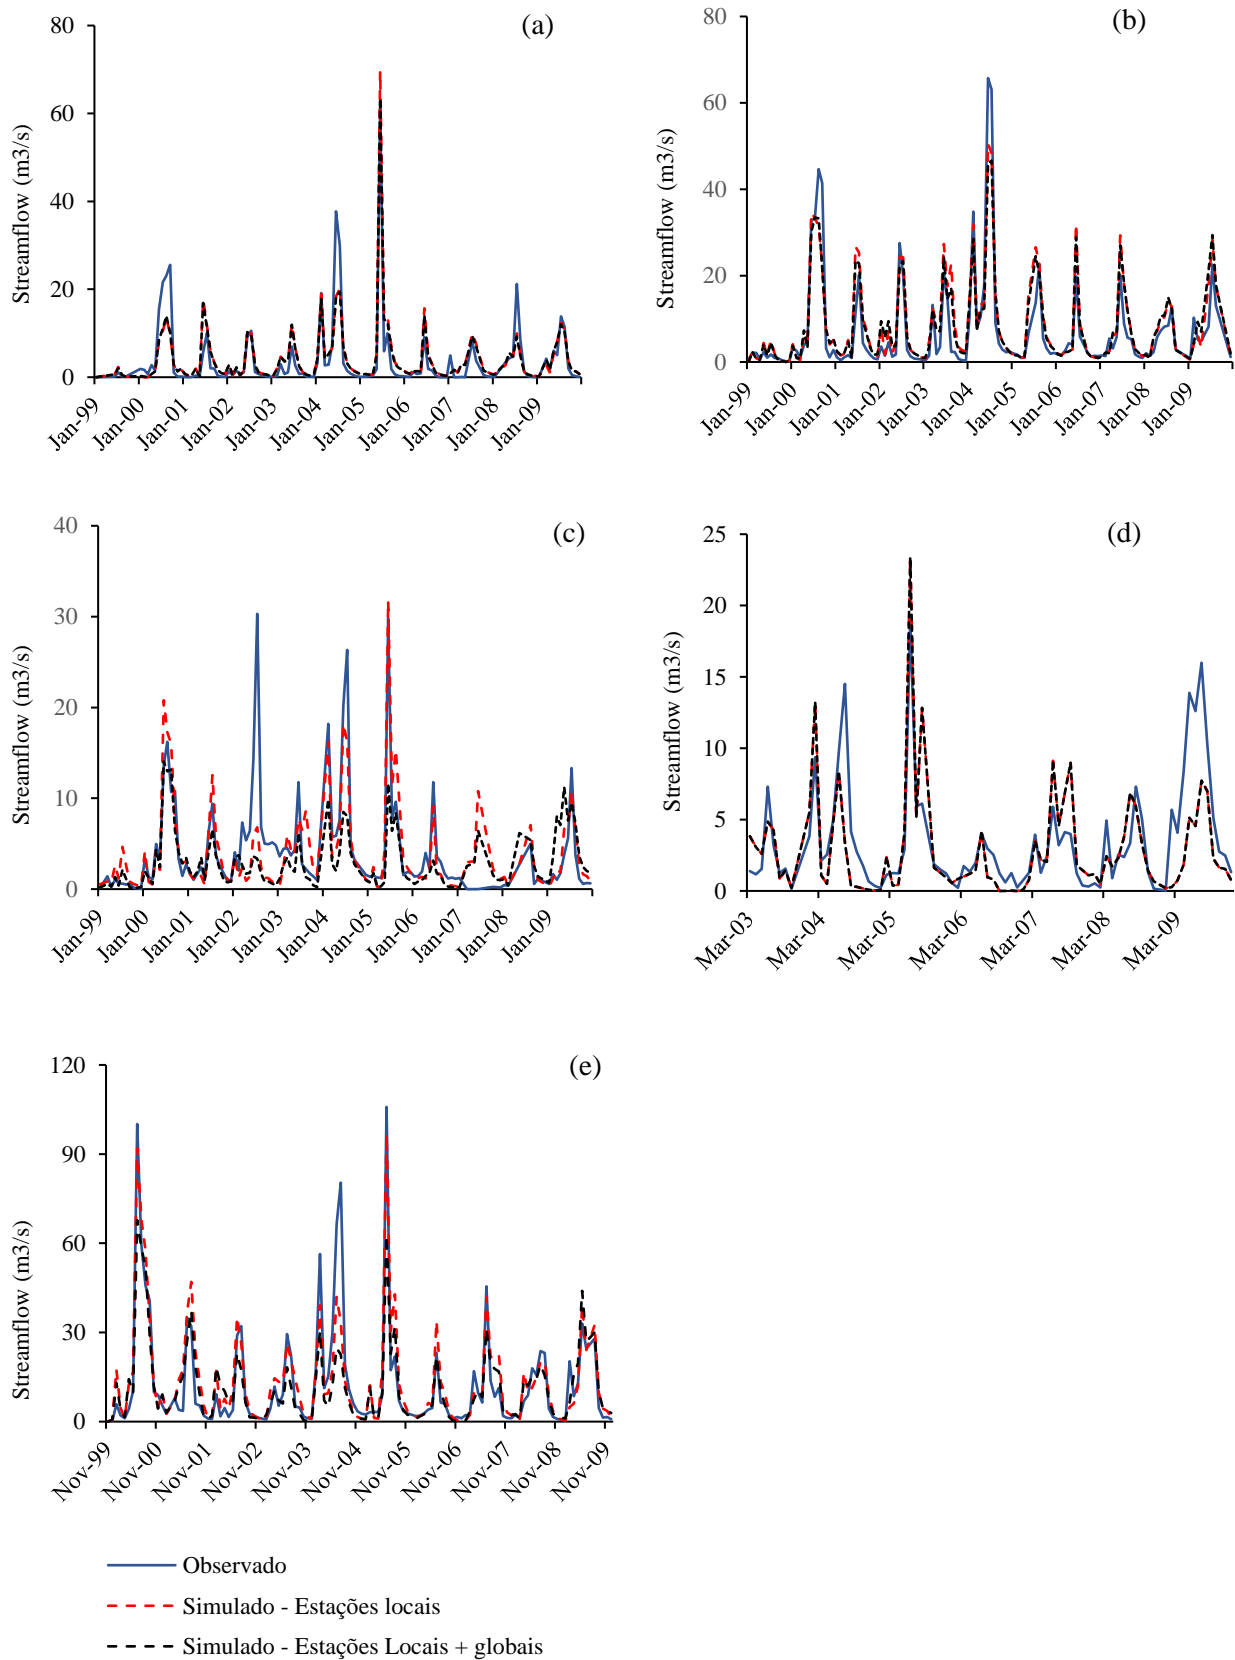 (a)
80
60
40
20
0
Streamflow (m3/s)
Jan-99
Jan-00
Jan-01
Jan-02
Jan-03
Jan-04
Jan-05
Jan-06
Jan-07
Jan-08
Jan-09
(b)
80
60
40
20
0
Streamflow (m3/s)
Jan-99
Jan-00
Jan-01
Jan-02
Jan-03
Jan-04
Jan-05
Jan-06
Jan-07
Jan-08
Jan-09
(c)
40
30
20
10
0
Streamflow (m3/s)
Jan-99
Jan-00
Jan-01
Jan-02
Jan-03
Jan-04
Jan-05
Jan-06
Jan-07
Jan-08
Jan-09
(d)
25
20
15
10
5
0
Streamflow (m3/s)
Mar-03
Mar-04
Mar-05
Mar-06
Mar-07
Mar-08
Mar-09
(e)
120
90
60
30
0
Streamflow (m3/s)
Nov-99
Nov-00
Nov-01
Nov-02
Nov-03
Nov-04
Nov-05
Nov-06
Nov-07
Nov-08
Nov-09
Observado
Simulado - Estações locais
Simulado - Estações Locais + globais